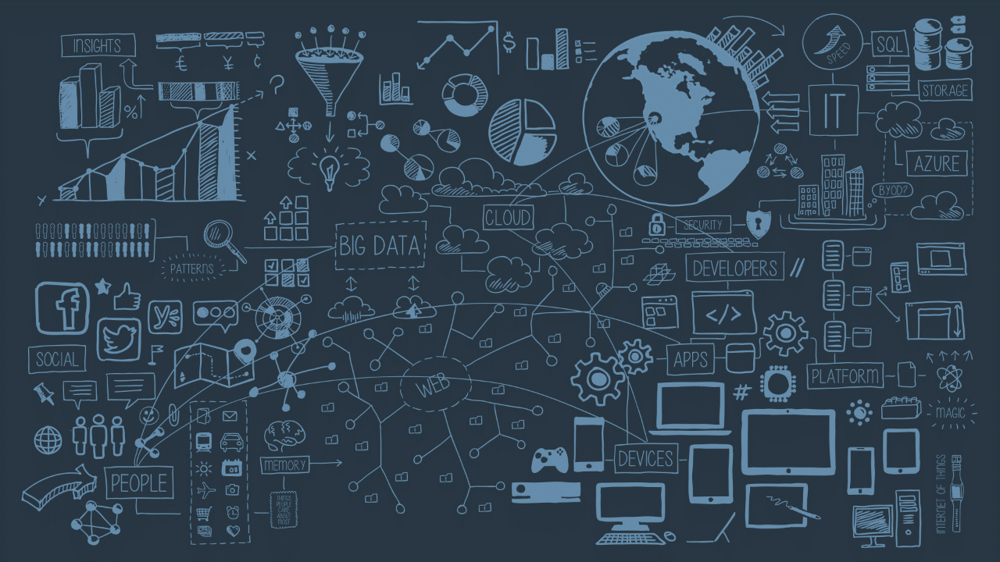 INSIGHTS
€
¥
¢
%
?
x
y
$
SPEED
SQL
STORAGE
IT
AZURE
BYOD?
CLOUD
SECURITY
BIG DATA
PATTERNS
DEVELOPERS //
</>
f
y
SOCIAL
WEB
APPS
#
PLATFORM
MAGIC
PEOPLE
MEMORY
THINGS
PEOPLE
CARE
ABOUT
MOST
DEVICES
INTERNET OF THINGS